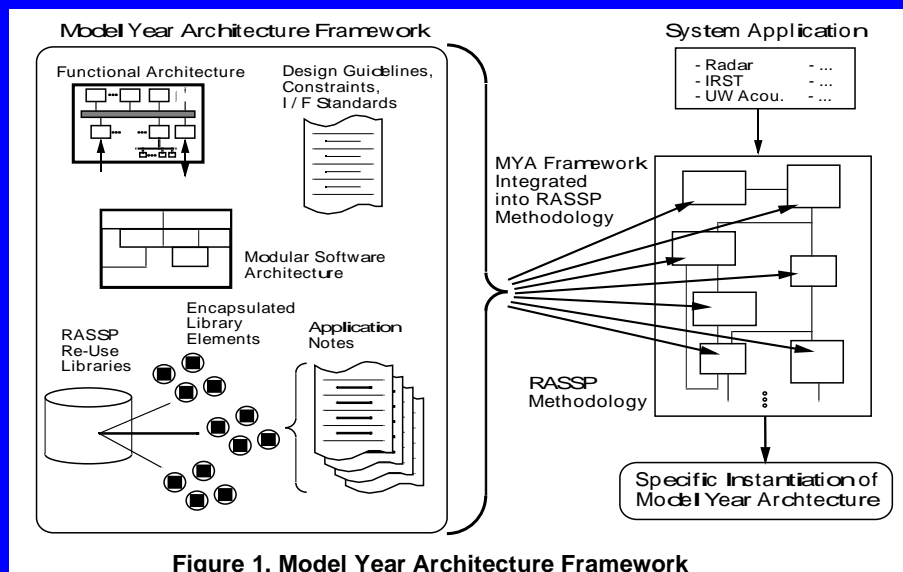 Model Year Architecture Framework
Functional Architecture
Design Guidelines,
Constraints,
I / F Standards
Modular Software
Architecture
RASSP
Re-Use
Libraries
Encapsulated
Library
Elements
Application
Notes
MYA Framework
Integrated
into RASSP
Methodology
RASSP
Methodology
System Application
- Radar - ...
- IRST - ...
- UW Acou. - ...
Specific Instantiation of
Model Year Archtecture
Figure 1. Model Year Architecture Framework